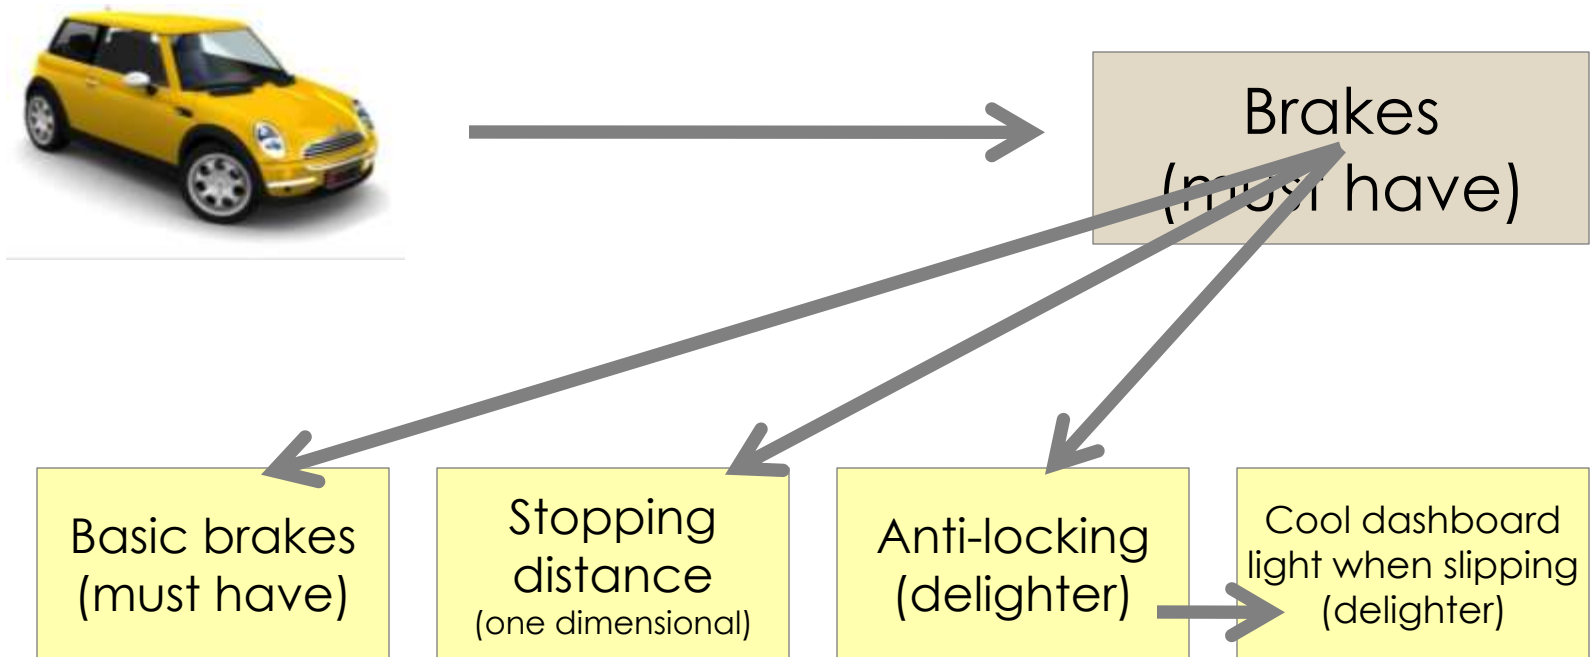 Brakes
(must have)
Basic brakes
(must have)
Stopping
distance
(one dimensional)
Anti-locking
(delighter)
Cool dashboard
light when slipping
(delighter)